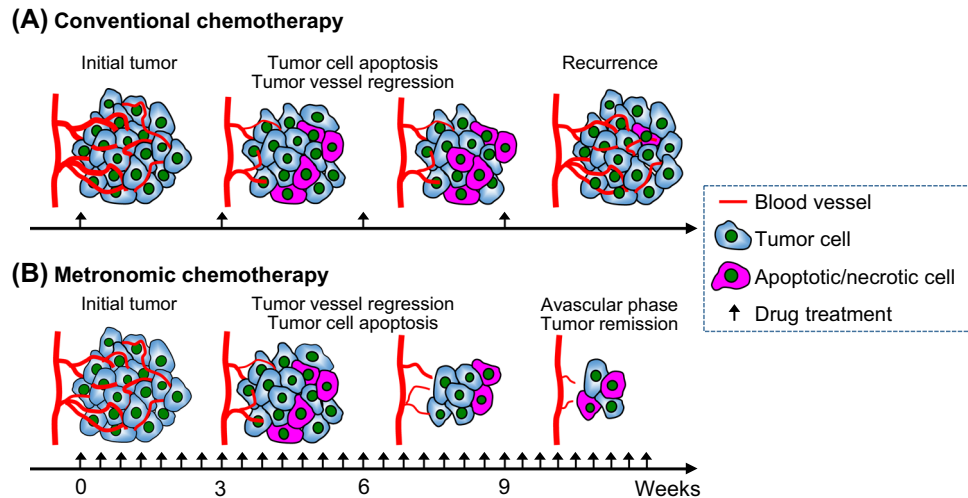 (A) Conventional chemotherapy
Initial tumor
Tumor cell apoptosis
Tumor vessel regression
Recurrence
Blood vessel
Tumor cell
Apoptotic/necrotic cell
Drug treatment
(B) Metronomic chemotherapy
Initial tumor
Tumor vessel regression
Tumor cell apoptosis
Avascular phase
Tumor remission
0 3 6 9 Weeks